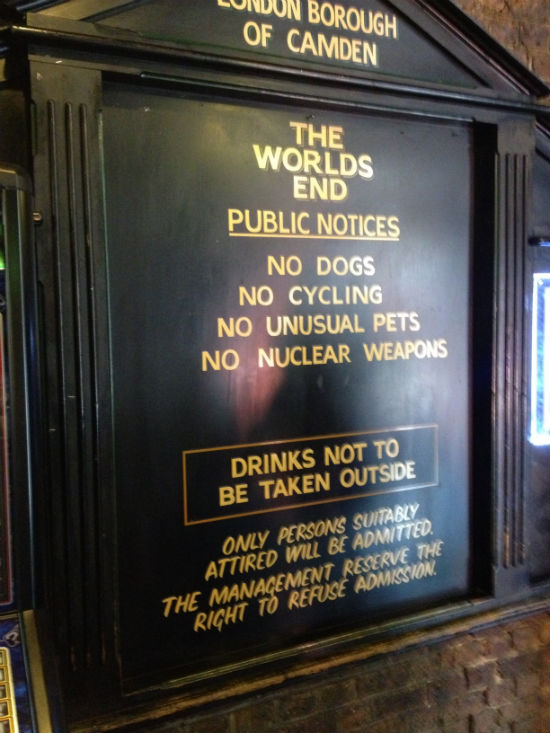 LONDON BOROUGH
OF CAMDEN
THE
WORLDS
END
PUBLIC NOTICES
NO DOGS
NO CYCLING
NO UNUSUAL PETS
NO NUCLEAR WEAPONS
DRINKS NOT TO
BE TAKEN OUTSIDE
ONLY PERSONS SUITABLY
ATTIRED WILL BE ADMITTED.
THE MANAGEMENT RESERVE THE
RIGHT TO REFUSE ADMISSION.